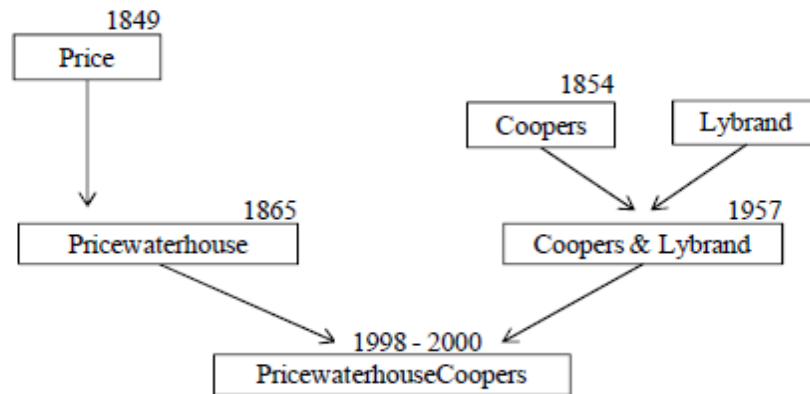 1849
Price
1854
Coopers
Lybrand
1865
Pricewaterhouse
1957
Coopers & Lybrand
1998 - 2000
PricewaterhouseCoopers